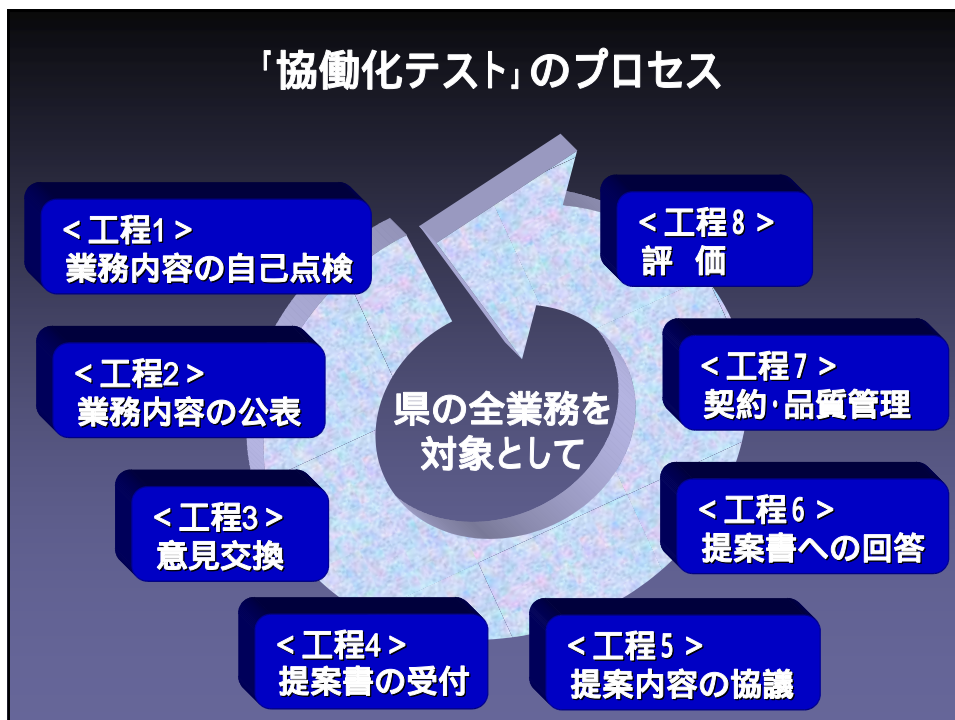 「協働化テスト」のプロセス
<工程1>
業務内容の自己点検
<工程2>
業務内容の公表
<工程3>
意見交換
<工程4>
提案書の受付
<工程5>
提案内容の協議
<工程6>
提案書への回答
<工程7>
契約・品質管理
<工程8>
評　価
県の全業務を
対象として